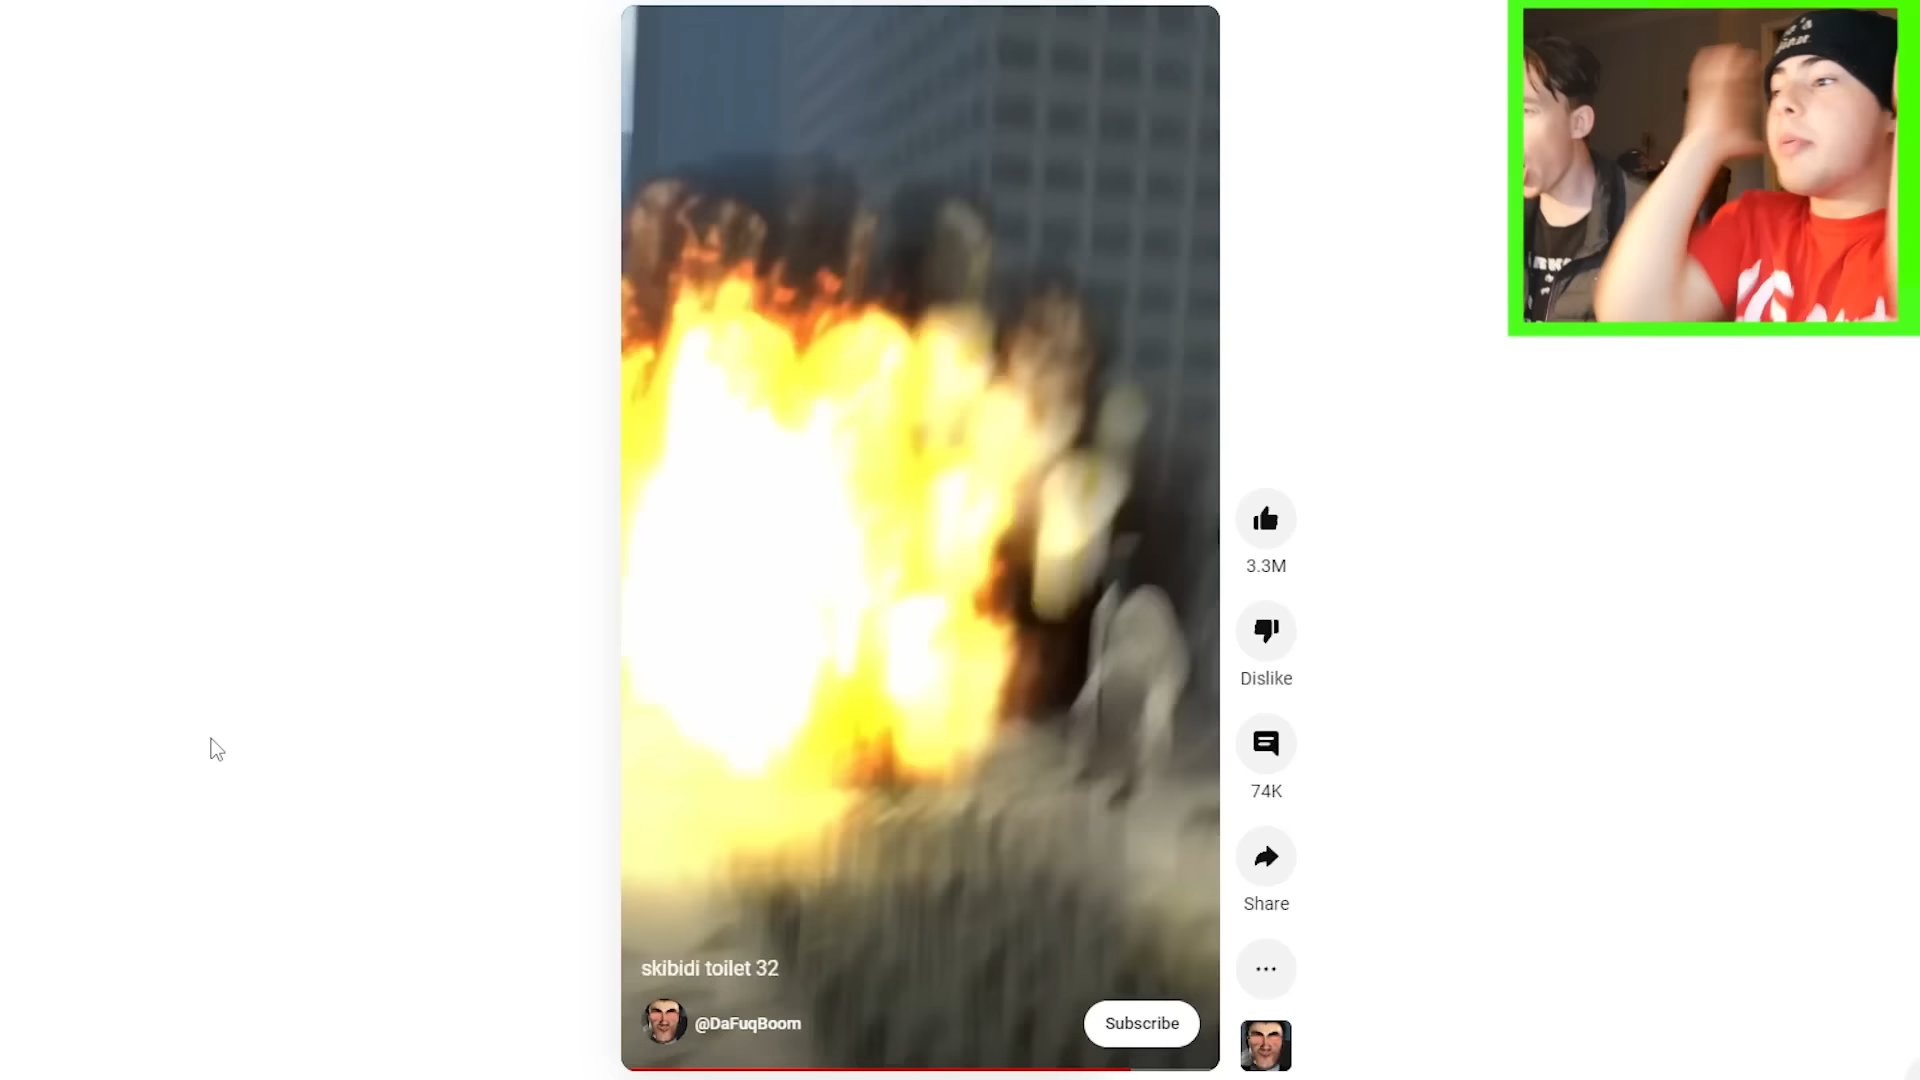 3.3M
Dislike
74K
Share
skibidi toilet 32
@DaFuqBoom
Subscribe